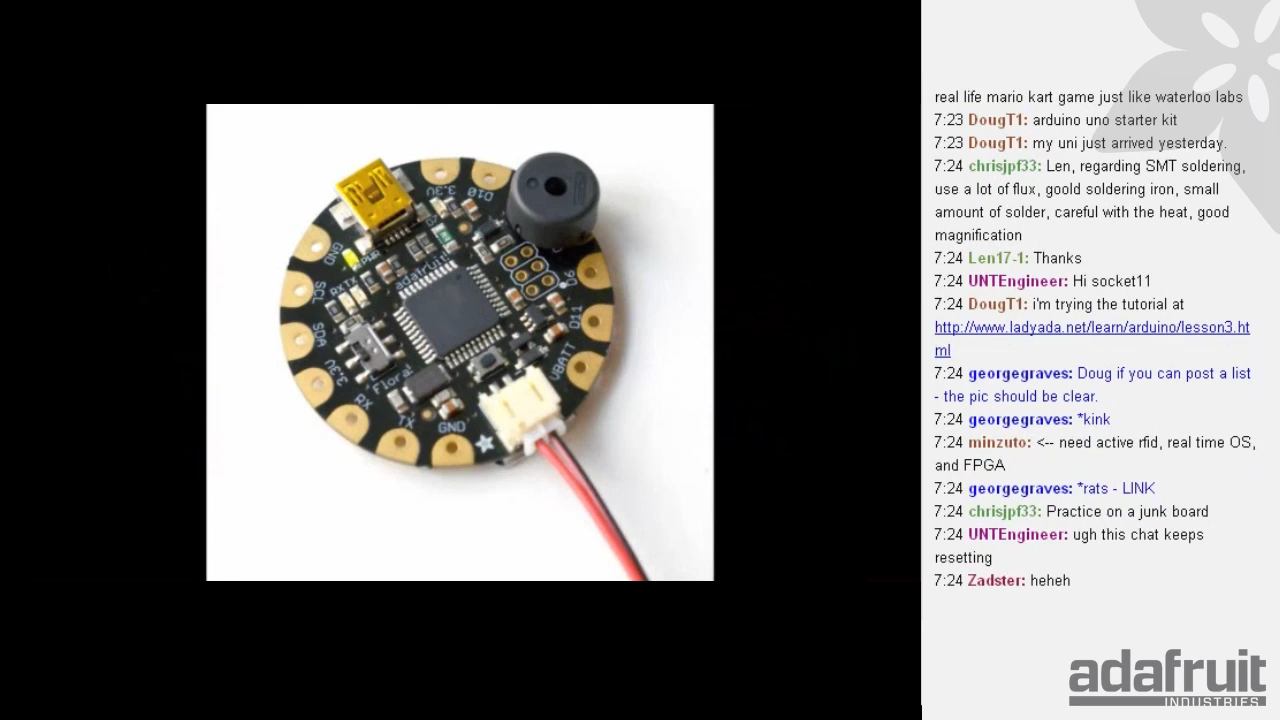 3.3V
D10
GND
PWR
adafruit
D6
SCL
RX
TX
D11
SDA
VBATT
3.3V
Flora!
RX
TX
GND
real life mario kart game just like waterloo labs
7:23 DougT1: arduino uno starter kit
7:23 DougT1: my uni just arrived yesterday.
7:24 chrisjpf33: Len, regarding SMT soldering,
use a lot of flux, goold soldering iron, small
amount of solder, careful with the heat, good
magnification
7:24 Len17-1: Thanks
7:24 UNTEngineer: Hi socket11
7:24 DougT1: i'm trying the tutorial at
http://www.ladyada.net/learn/arduino/lesson3.ht
ml
7:24 georgegraves: Doug if you can post a list
- the pic should be clear.
7:24 georgegraves: *kink
7:24 minzuto: <-- need active rfid, real time OS,
and FPGA
7:24 georgegraves: *rats - LINK
7:24 chrisjpf33: Practice on a junk board
7:24 UNTEngineer: ugh this chat keeps
resetting
7:24 Zadster: heheh
adafruit
INDUSTRIES